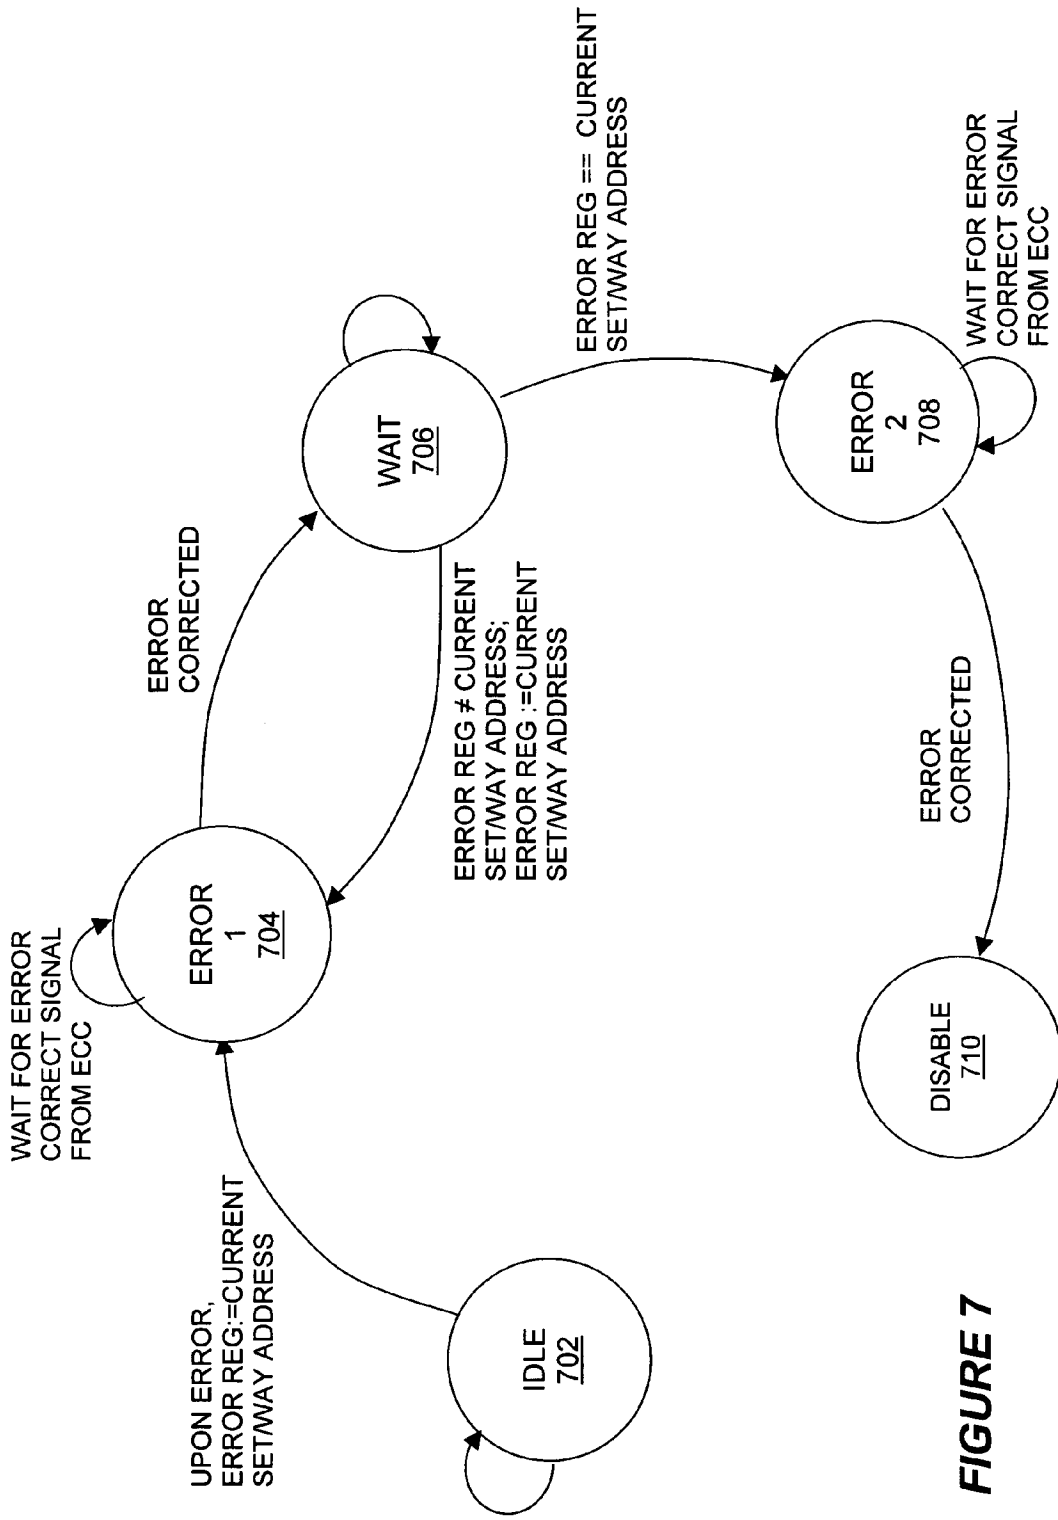 WAIT FOR ERROR
CORRECT SIGNAL
FROM ECC
UPON ERROR,
ERROR REG:=CURRENT
SET/WAY ADDRESS
IDLE
702
ERROR
1
704
ERROR
CORRECTED
ERROR REG ≠ CURRENT
SET/WAY ADDRESS;
ERROR REG :=CURRENT
SET/WAY ADDRESS
WAIT
706
ERROR REG == CURRENT
SET/WAY ADDRESS
ERROR
2
708
WAIT FOR ERROR
CORRECT SIGNAL
FROM ECC
ERROR
CORRECTED
DISABLE
710
FIGURE 7